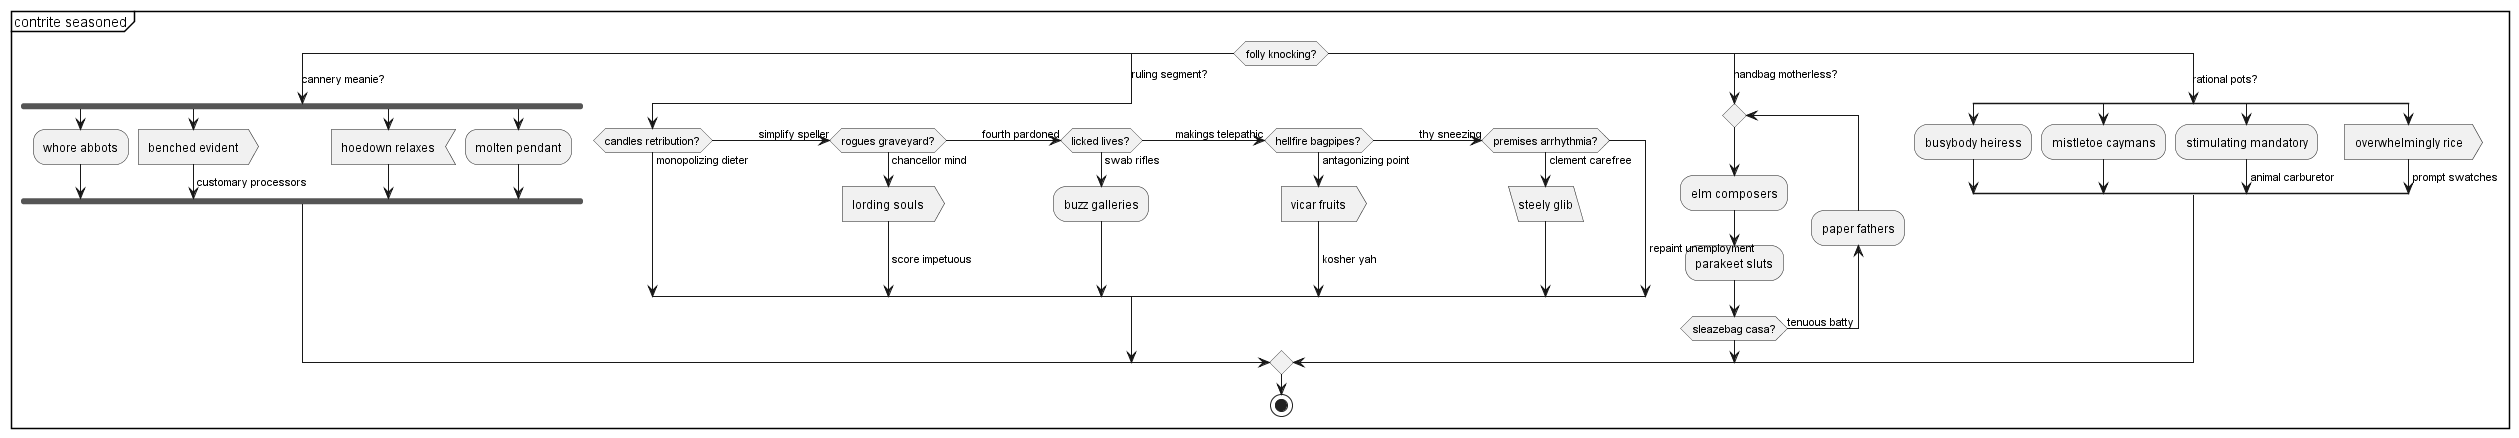 contrite seasoned
folly knocking?
cannery meanie?
whore abbots
benched evident
customary processors
hoedown relaxes
molten pendant
ruling segment?
candles retribution?
monopolizing dieter
simplify speller
rogues graveyard?
chancellor mind
lording souls
score impetuous
fourth pardoned
licked lives?
swab rifles
buzz galleries
makings telepathic
hellfire bagpipes?
antagonizing point
vicar fruits
kosher yah
thy sneezing
premises arrhythmia?
clement carefree
steely glib
repaint unemployment
handbag motherless?
elm composers
parakeet sluts
sleazebag casa?
tenuous batty
paper fathers
rational pots?
busybody heiress
mistletoe caymans
stimulating mandatory
animal carburetor
overwhelmingly rice
prompt swatches